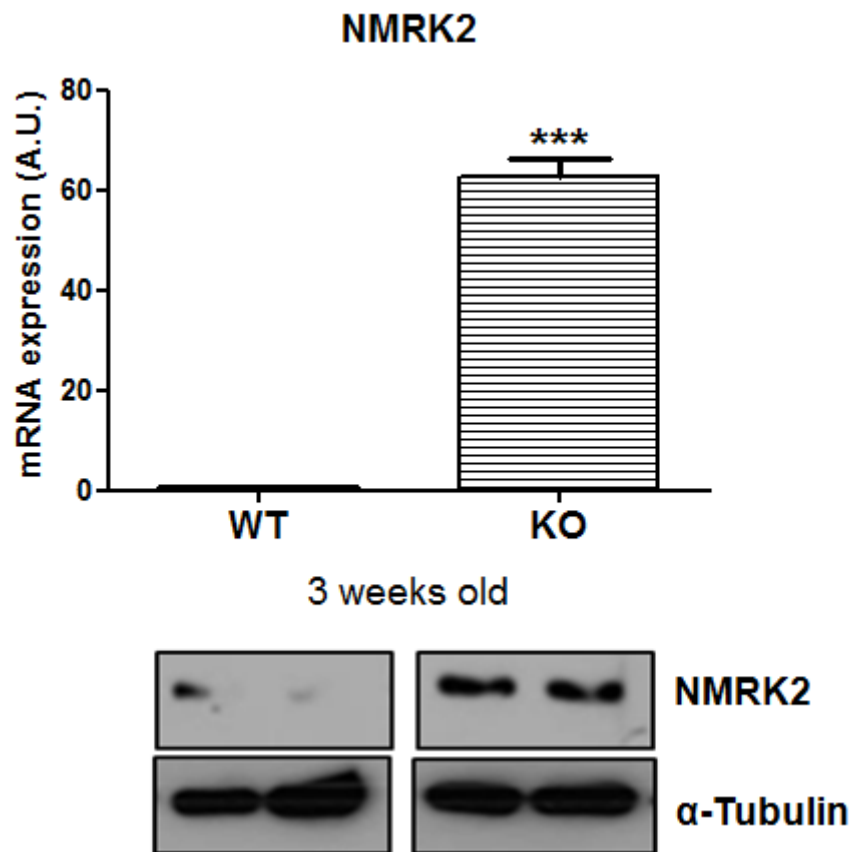 NMRK2
mRNA expression (A.U.)
80
60
40
20
0
***
WT KO
3 weeks old
NMRK2
α-Tubulin